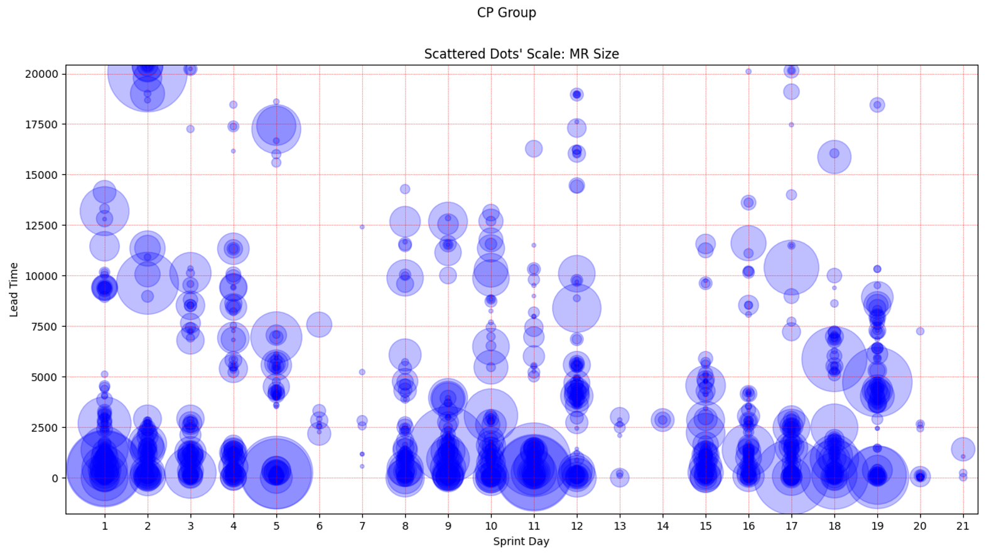 CP Group
Scattered Dots' Scale: MR Size
20000
17500
15000
12500
10000
7500
5000
2500
0
Lead Time
1 2 3 4 5 6 7 8 9 10 11 12 13 14 15 16 17 18 19 20 21
Sprint Day